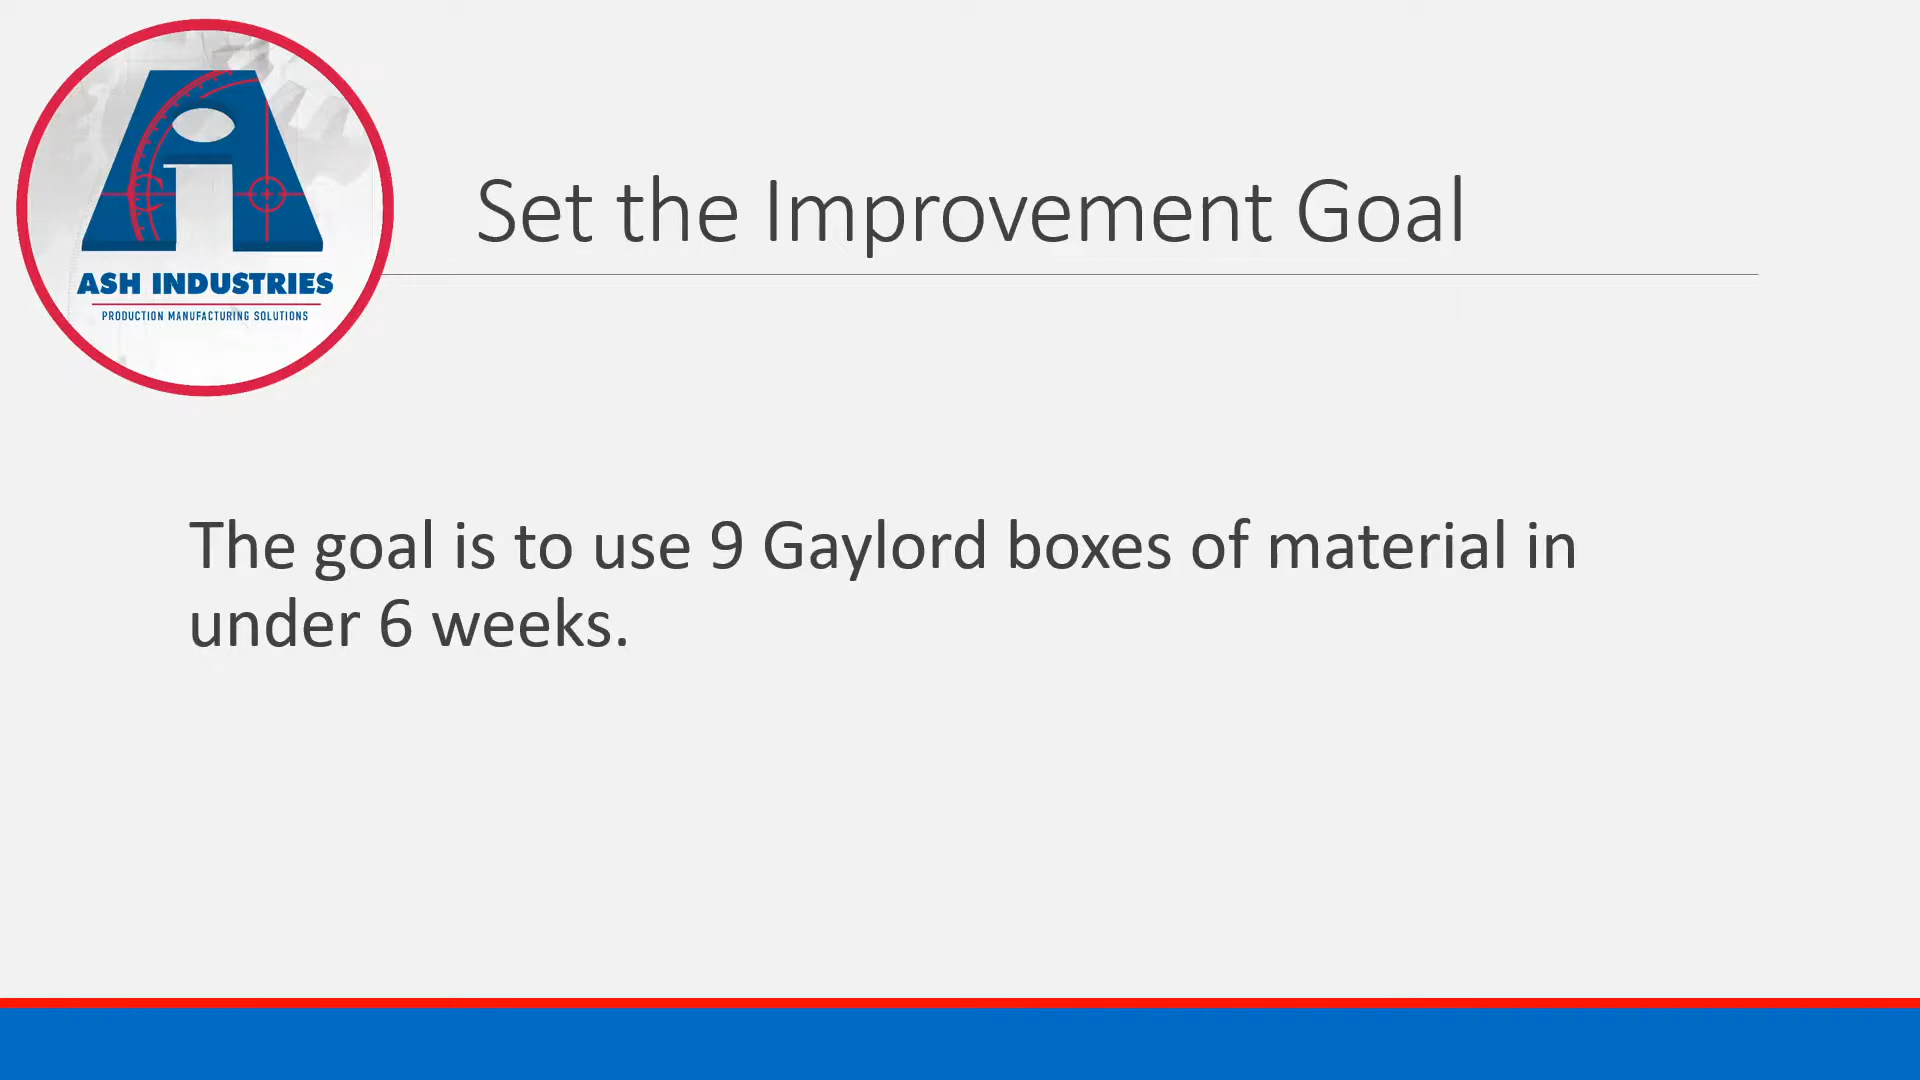 ASH INDUSTRIES
PRODUCTION MANUFACTURING SOLUTIONS
Set the Improvement Goal
The goal is to use 9 Gaylord boxes of material in
under 6 weeks.